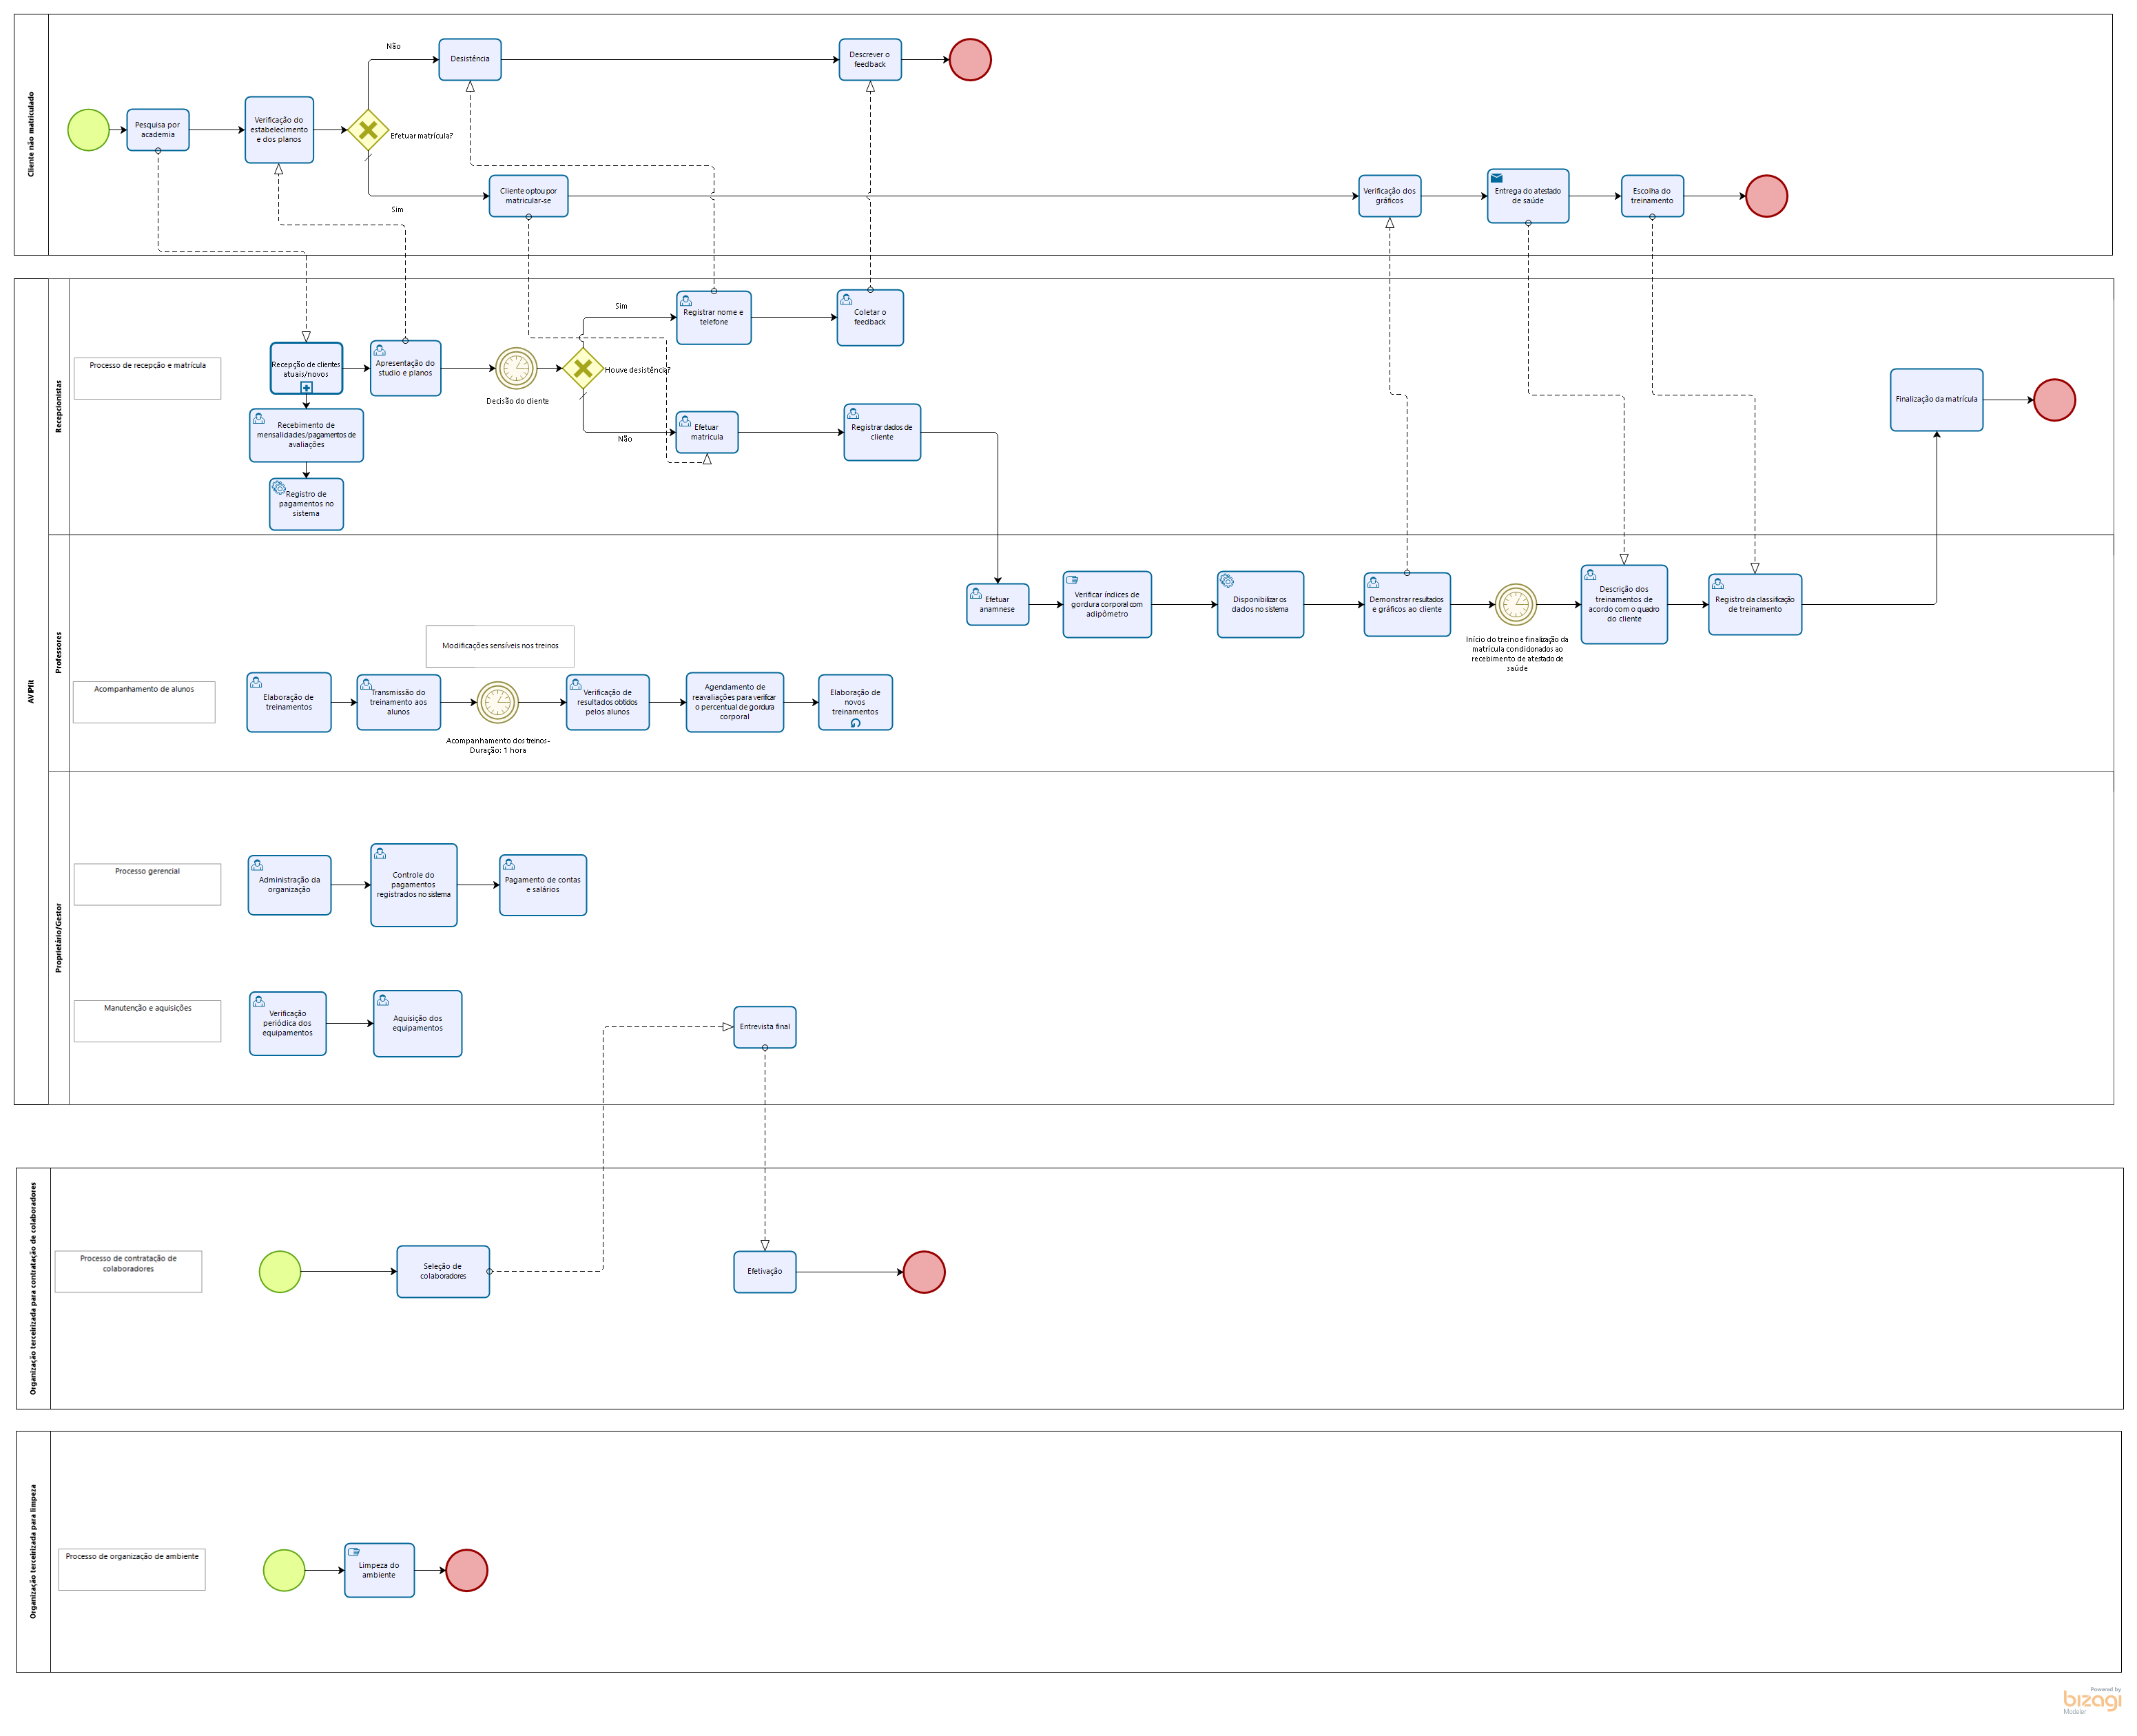 Cliente não matriculado
Não
Desistência
Descrever o
feedback
Pesquisa por
academia
Verificação do
estabelecimento
e dos planos
Efetuar matrícula?
Sim
Cliente optou por
matricular-se
Verificação dos
gráficos
Entrega do atestado
de saúde
Escolha do
treinamento
AVIPfit
Recepcionistas
Processo de recepção e matrícula
Recepção de clientes
atuais/novos
Apresentação do
studio e planos
Decisão do cliente
Houve desistência?
Sim
Registrar nome e
telefone
Coletar o
feedback
Não
Efetuar
matricula
Registrar dados de
cliente
Finalização da matrícula
Recebimento de
mensalidades/pagamentos de
avaliações
Registro de
pagamentos no
sistema
Professores
Efetuar
anamnese
Verificar índices de
gordura corporal com
adipómetro
Disponibilizar os
dados no sistema
Demonstrar resultados
e gráficos ao cliente
Início do treino e finalização da
matrícula condidonados ao
recebimento de atestado de
saúde
Descrição dos
treinamentos de
acordo com o quadro
do cliente
Registro da classificação
de treinamento
Modificações sensíveis nos treinos
Acompanhamento de alunos
Elaboração de
treinamentos
Transmissão do
treinamento aos
alunos
Acompanhamento dos treinos-
Duração: 1 hora
Verificação de
resultados obtidos
pelos alunos
Agendamento de
reavaliações para verificar
o percentual de gordura
corporal
Elaboração de
novos
treinamentos
Proprietário/Gestor
Processo gerencial
Administração da
organização
Controle do
pagamentos
registrados no sistema
Pagamento de contas
e salários
Manutenção e aquisições
Verificação
periódica dos
equipamentos
Aquisição dos
equipamentos
Entrevista final
Organização terceirizada para contratação de colaboradores
Processo de contratação de
colaboradores
Seleção de
colaboradores
Efetivação
Organização terceirizada para limpeza
Processo de organização de ambiente
Limpeza do
ambiente
Powered by
bizagi
Modeler